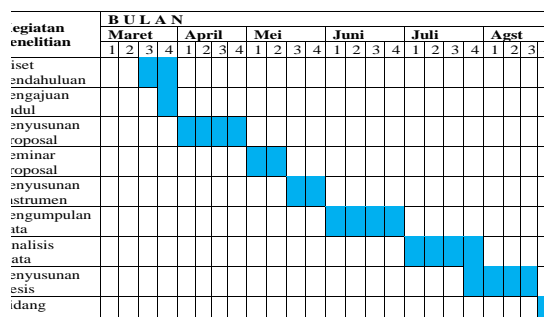 B U L A N
egiatan
enelitian
Maret April Mei Juni Juli Agst
1 2 3 4 1 2 3 4 1 2 3 4 1 2 3 4 1 2 3 4 1 2 3
iset
endahuluan
engajuan
udul
enyusunan
roposal
eminar
roposal
enyusunan
nstrumen
engumpulan
ata
nalisis
ata
enyusunan
esis
idang